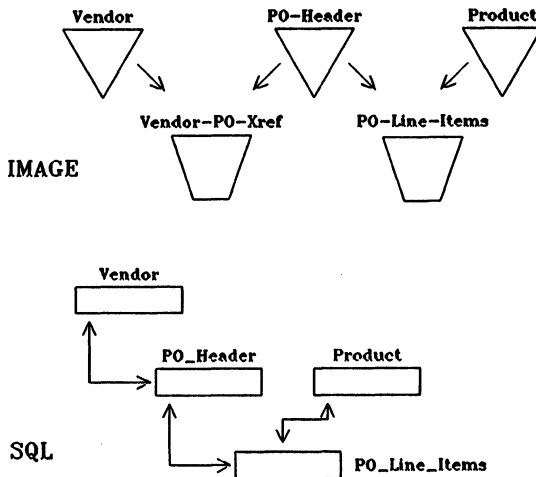 Vendor
PO-Header
Product
Vendor-PO-Xref
PO-Line-Items
IMAGE
Vendor
PO_Header
Product
SQL
PO_Line_Items